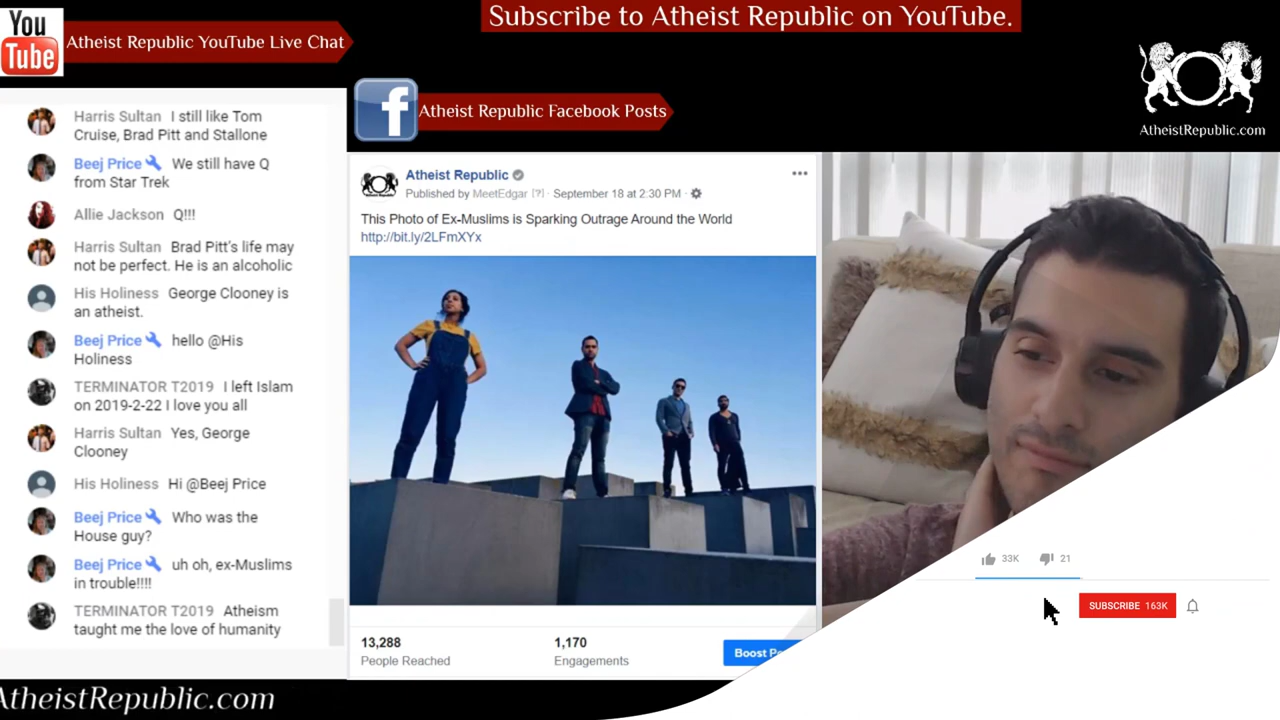 Subscribe to Atheist Republic on YouTube.
You
Tube
Atheist Republic YouTube Live Chat
f
Atheist Republic Facebook Posts
AtheistRepublic.com
Harris Sultan I still like Tom
Cruise, Brad Pitt and Stallone
Beej Price We still have Q
from Star Trek
Allie Jackson Q!!!
Harris Sultan Brad Pitt's life may
not be perfect. He is an alcoholic
His Holiness George Clooney is
an atheist.
Beej Price hello @His
Holiness
TERMINATOR T2019 I left Islam
on 2019-2-22 I love you all
Harris Sultan Yes, George
Clooney
His Holiness Hi @Beej Price
Beej Price Who was the
House guy?
Beej Price uh oh, ex-Muslims
in trouble!!!!
TERMINATOR T2019 Atheism
taught me the love of humanity
Atheist Republic
Published by MeetEdgar [?] · September 18 at 2:30 PM ·
This Photo of Ex-Muslims is Sparking Outrage Around the World
http://bit.ly/2LFmXYx
13,288
People Reached
1,170
Engagements
Boost
33K
21
SUBSCRIBE 163K
AtheistRepublic.com